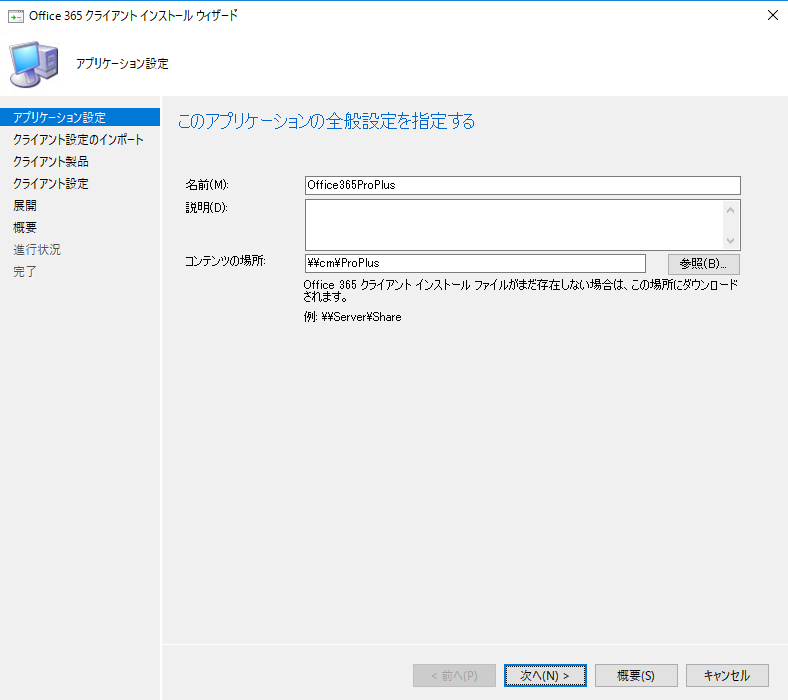 Office 365 クライアント インストール ウィザード
アプリケーション設定
アプリケーション設定
クライアント設定のインポート
クライアント製品
クライアント設定
展開
概要
進行状況
完了
このアプリケーションの全般設定を指定する
名前(M):
Office365ProPlus
説明(D):
コンテンツの場所:
¥¥cm¥ProPlus
参照(B)...
Office 365 クライアント インストール ファイルがまだ存在しない場合は、この場所にダウンロード
されます。
例: ¥¥Server¥Share
< 前へ(P)
次へ(N) >
概要(S)
キャンセル